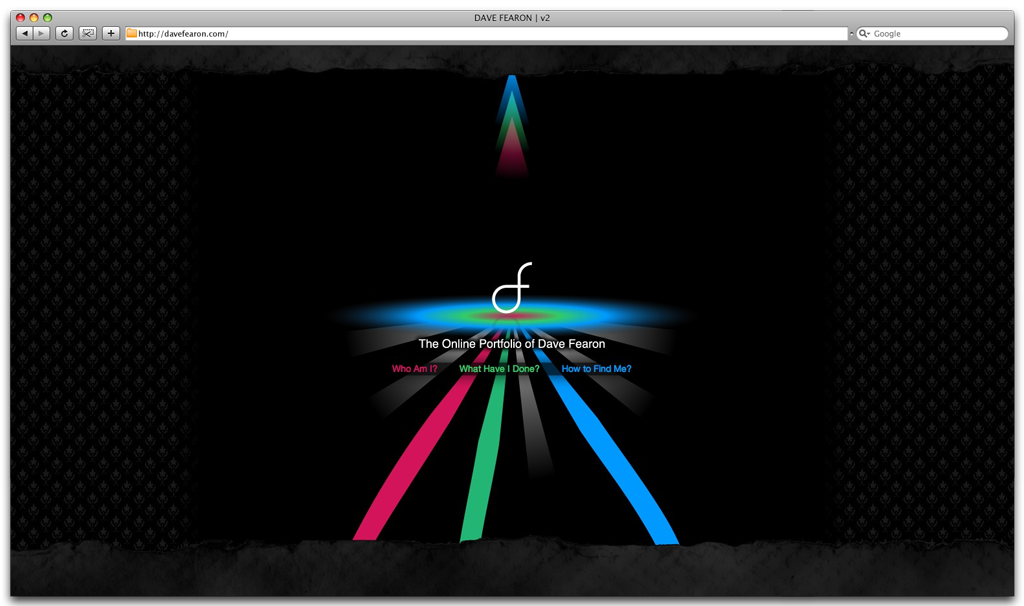 DAVE FEARON | v2
http://davefearon.com/
Google
df
The Online Portfolio of Dave Fearon
Who Am I? What Have I Done? How to Find Me?